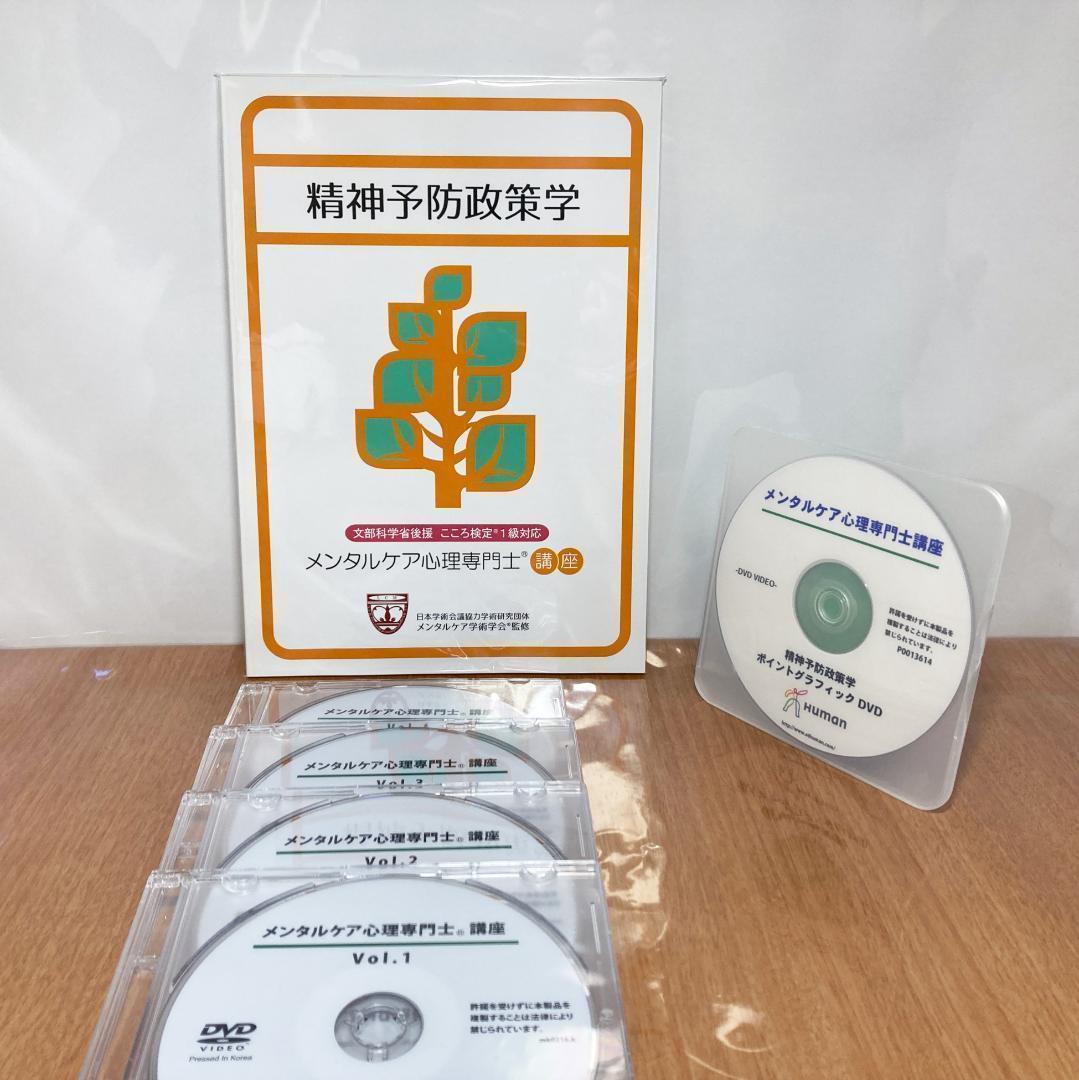 精神予防政策学
文部科学省後援 こころ検定®1級対応
メンタルケア心理専門士®講座
日本学術会議協力学術研究団体
メンタルケア学術学会®監修
メンタルケア心理専門士講座
-DVD VIDEO-
許諾を受けずに本製品を
複製することは法律により
禁じられています。
P0013614
精神予防政策学
ポイントグラフィック DVD
Human
メンタルケア心理専門士® 講座
Vol.4
メンタルケア心理専門士® 講座
Vol.3
メンタルケア心理専門士® 講座
Vol.2
メンタルケア心理専門士® 講座
Vol.1
DVD
VIDEO
Pressed in Korea
許諾を受けずに本製品を
複製することは法律により
禁じられています。